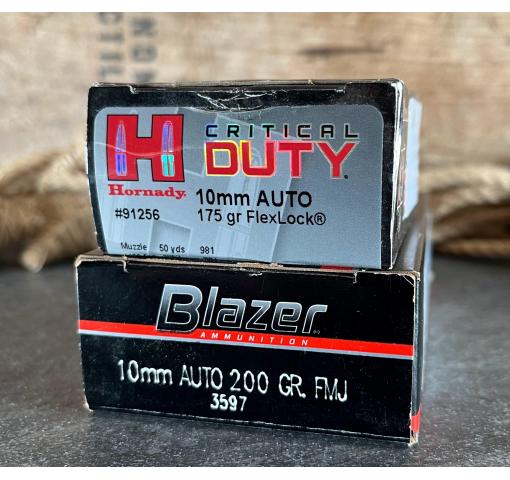 H
CRITICAL
DUTY®
Hornady®
10mm AUTO
#91256
175 gr FlexLock®
Muzzle 50 yds 981
Blazer®
AMMUNITION
10mm AUTO 200 GR. FMJ
3597